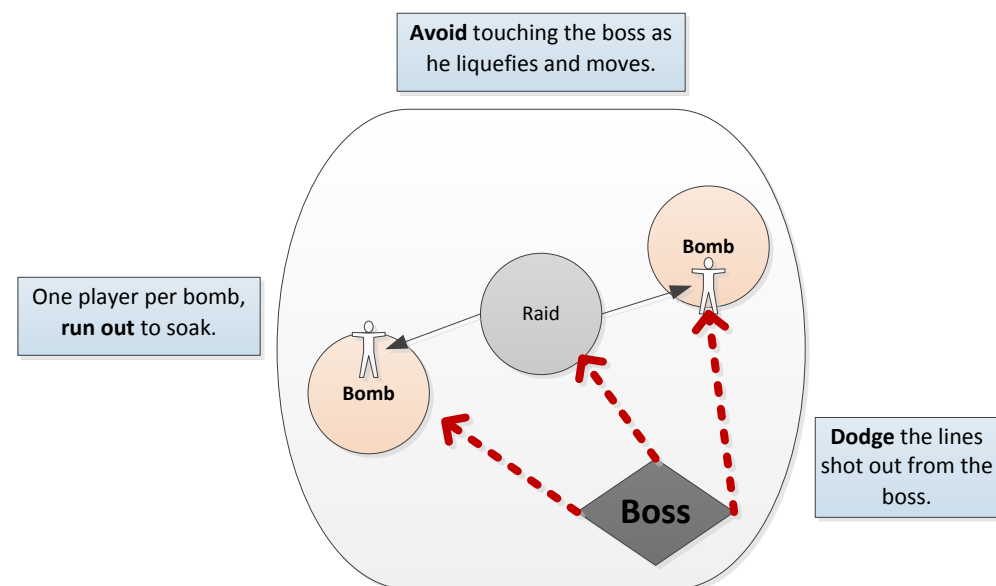 Avoid touching the boss as
he liquefies and moves.
Bomb
One player per bomb,
run out to soak.
Raid
Bomb
Dodge the lines
shot out from the
boss.
Boss